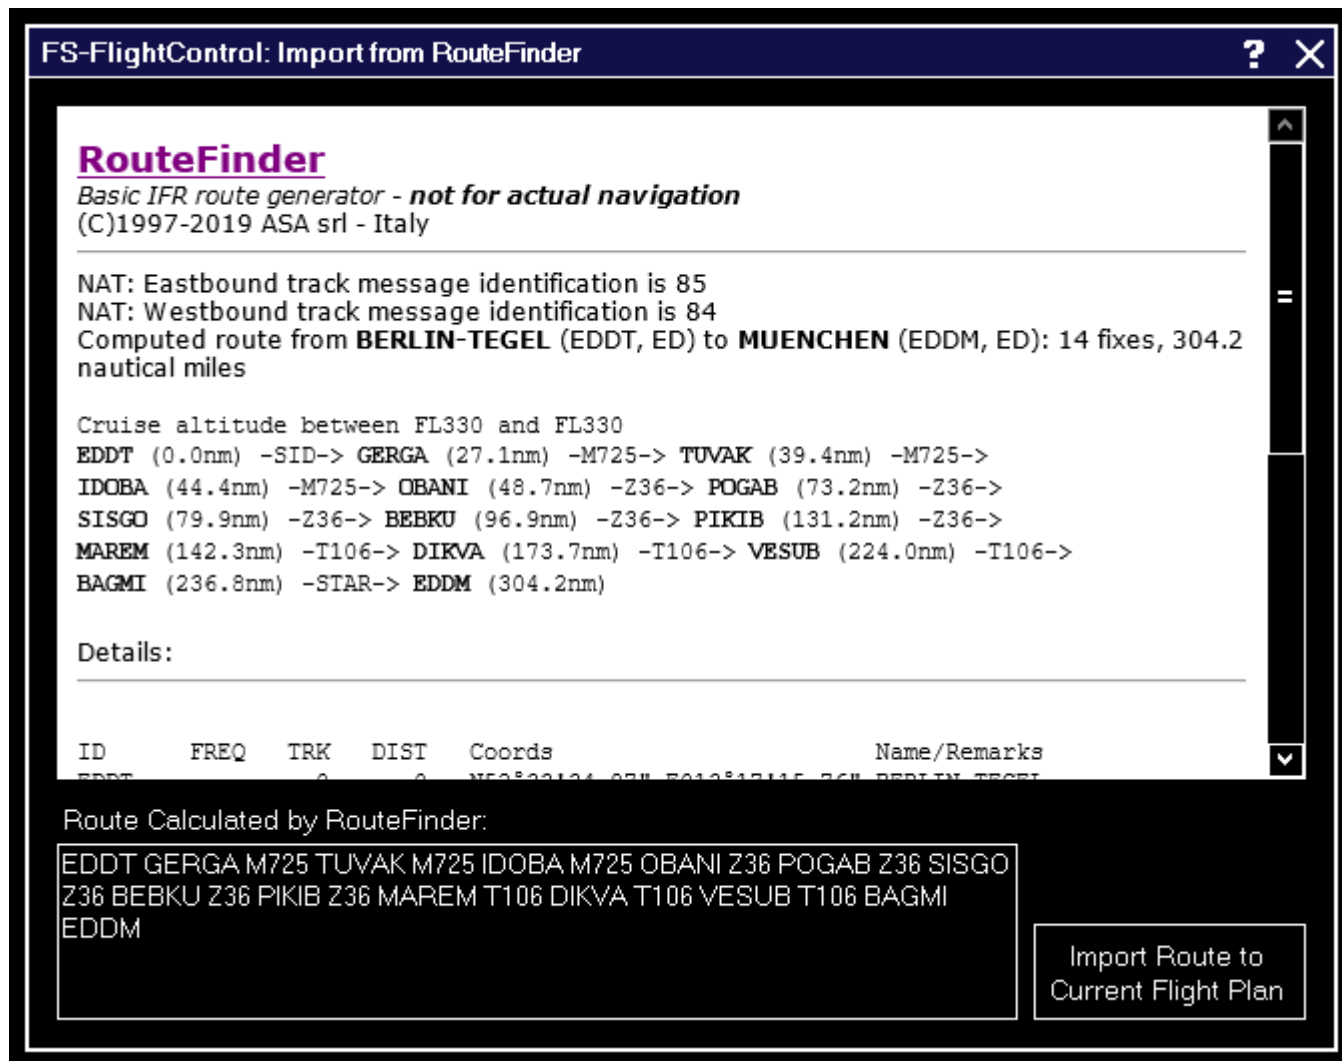 FS-FlightControl: Import from RouteFinder
RouteFinder
Basic IFR route generator - not for actual navigation
(C)1997-2019 ASA srl - Italy
NAT: Eastbound track message identification is 85
NAT: Westbound track message identification is 84
Computed route from BERLIN-TEGEL (EDDT, ED) to MUENCHEN (EDDM, ED): 14 fixes, 304.2
nautical miles
Cruise altitude between FL330 and FL330
EDDT (0.0nm) -SID-> GERGA (27.1nm) -M725-> TUVAK (39.4nm) -M725->
IDOBA (44.4nm) -M725-> OBANI (48.7nm) -Z36-> POGAB (73.2nm) -Z36->
SISGO (79.9nm) -Z36-> BEBKU (96.9nm) -Z36-> PIKIB (131.2nm) -Z36->
MAREM (142.3nm) -T106-> DIKVA (173.7nm) -T106-> VESUB (224.0nm) -T106->
BAGMI (236.8nm) -STAR-> EDDM (304.2nm)
Details:
ID FREQ TRK DIST Coords Name/Remarks
EDDT 0 0 BERLIN-TEGEL
Route Calculated by RouteFinder:
EDDT GERGA M725 TUVAK M725 IDOBA M725 OBANI Z36 POGAB Z36 SISGO
Z36 BEBKU Z36 PIKIB Z36 MAREM T106 DIKVA T106 VESUB T106 BAGMI
EDDM
Import Route to
Current Flight Plan